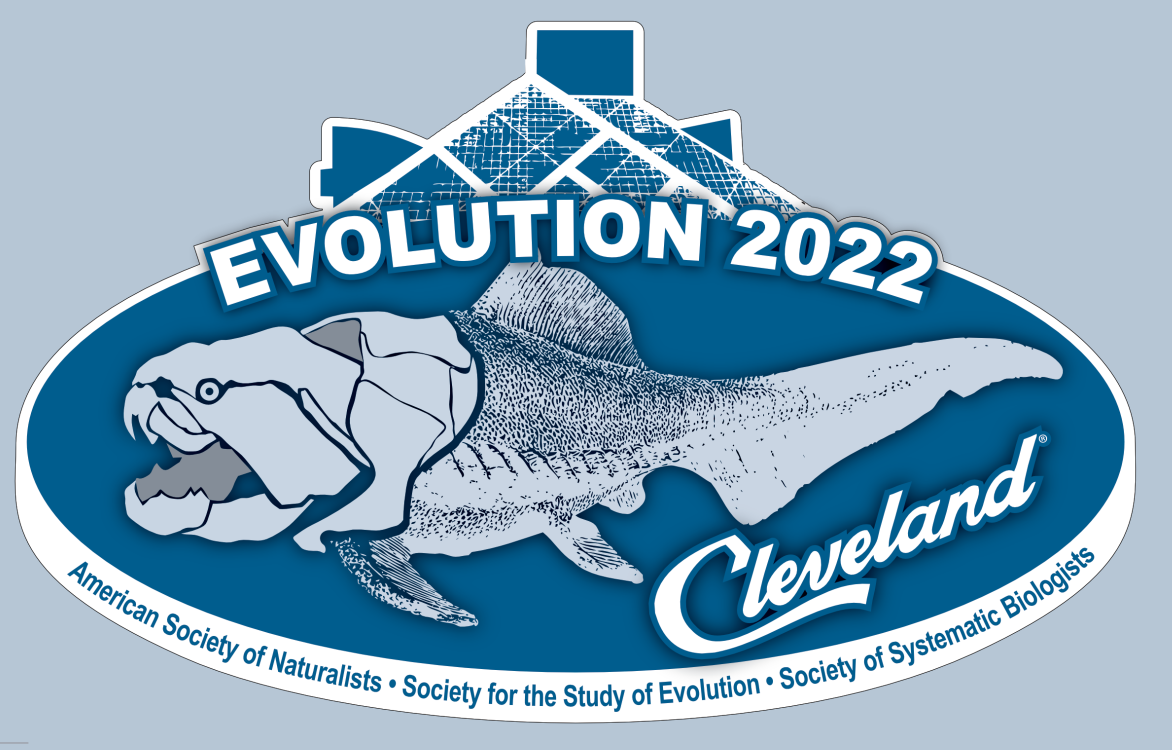 EVOLUTION 2022
Cleveland®
American Society of Naturalists • Society for the Study of Evolution • Society of Systematic Biologists